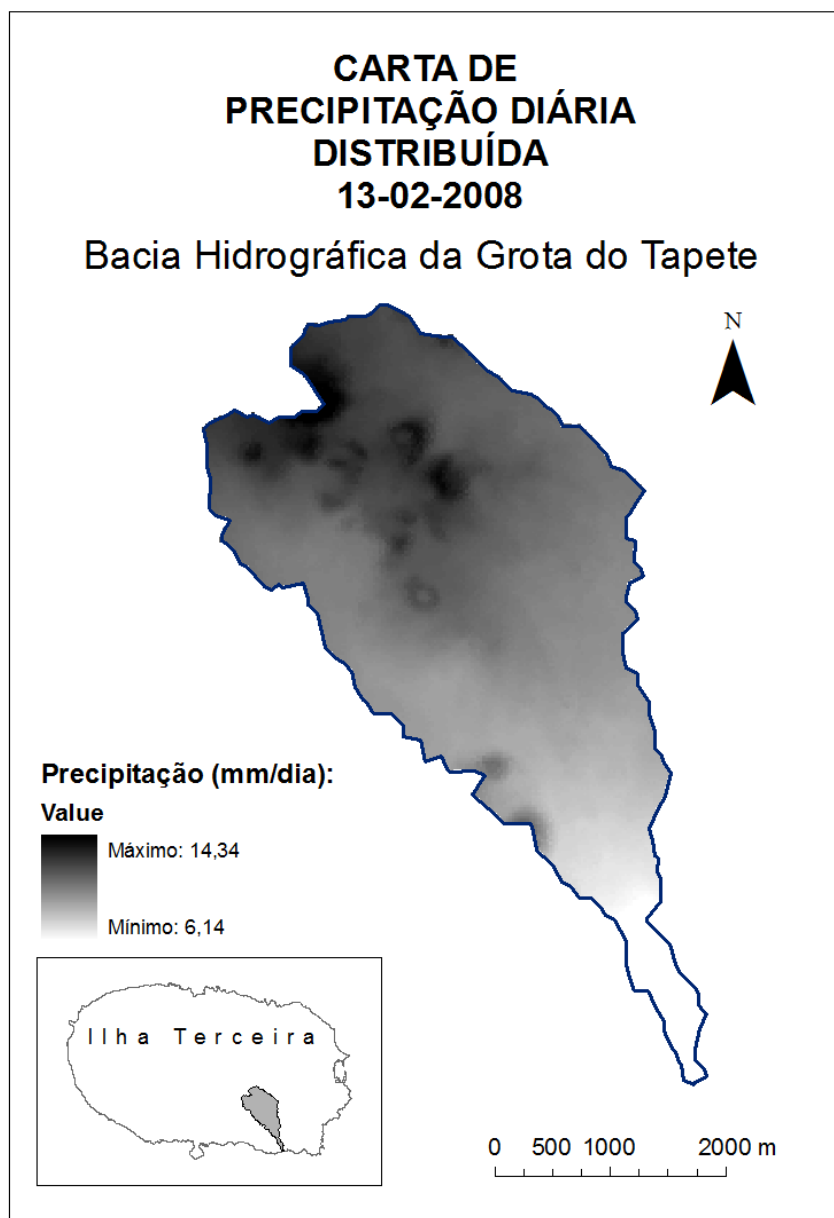 CARTA DE
PRECIPITAÇÃO DIÁRIA
DISTRIBUÍDA
13-02-2008
Bacia Hidrográfica da Grota do Tapete
N
Precipitação (mm/dia):
Value
Máximo: 14,34
Mínimo: 6,14
Ilha Terceira
0 500 1000 2000 m